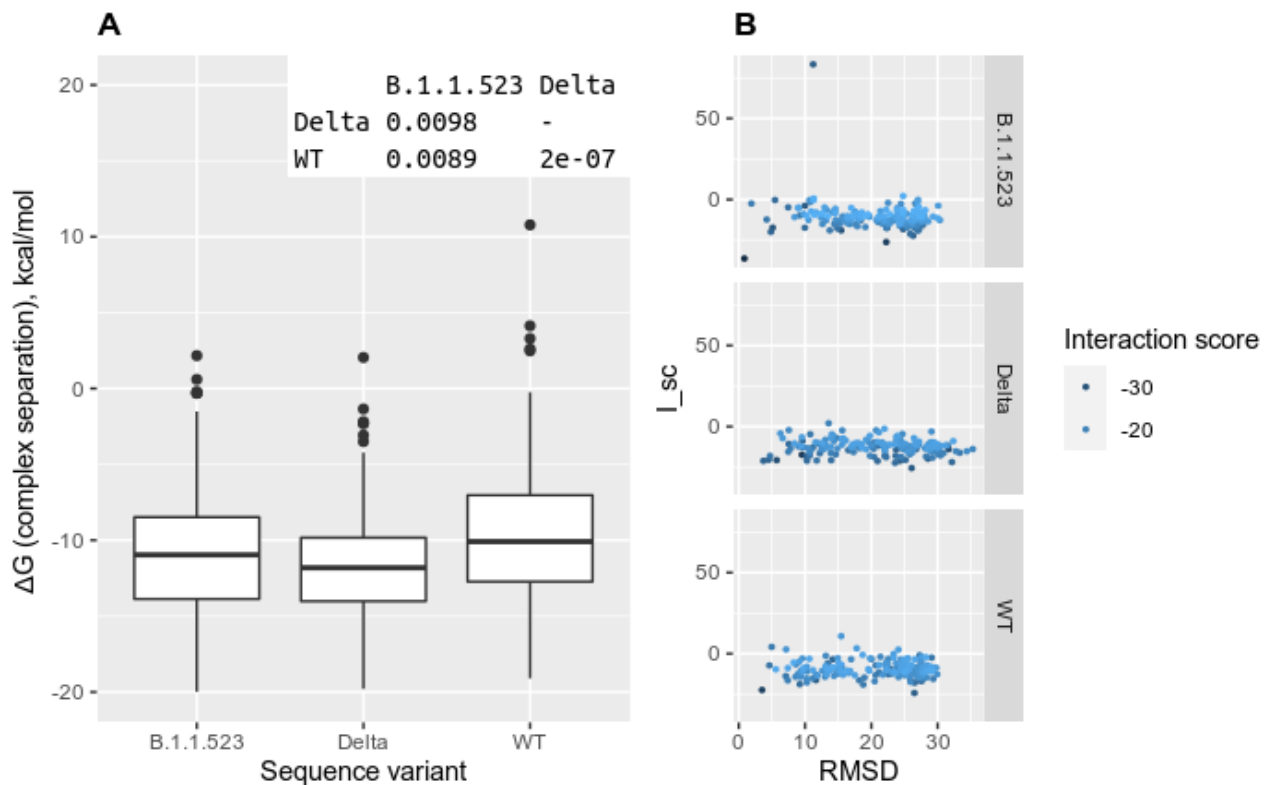 A
ΔG (complex separation), kcal/mol
20
10
0
-10
-20
B.1.1.523 Delta
Delta 0.0098 -
WT 0.0089 2e-07
B.1.1.523 Delta WT
Sequence variant
B
I_sc
50
0
B.1.1.523
50
0
Delta
50
0
WT
0 10 20 30
RMSD
Interaction score
-30
-20